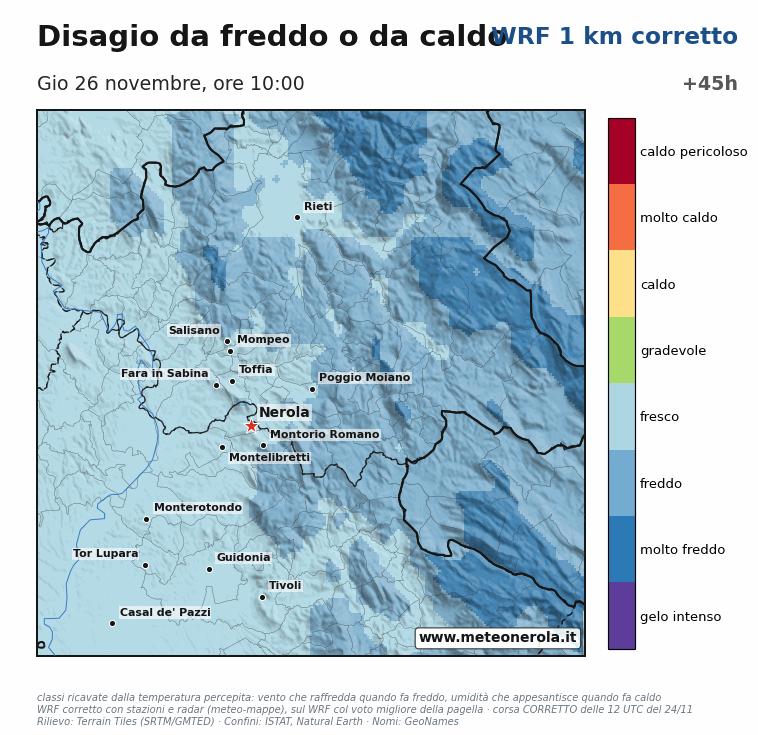 Disagio da freddo o da caldo
WRF 1 km corretto
Gio 26 novembre, ore 10:00
+45h
Rieti
Salisano
Mompeo
Toffia
Fara in Sabina
Poggio Moiano
Nerola
Montorio Romano
Montelibretti
Monterotondo
Tor Lupara
Guidonia
Tivoli
Casal de' Pazzi
www.meteonerola.it
caldo pericoloso
molto caldo
caldo
gradevole
fresco
freddo
molto freddo
gelo intenso
classi ricavate dalla temperatura percepita: vento che raffredda quando fa freddo, umidità che appesantisce quando fa caldo
WRF corretto con stazioni e radar (meteo-mappe), sul WRF col voto migliore della pagella · corsa CORRETTO delle 12 UTC del 24/11
Rilievo: Terrain Tiles (SRTM/GMTED) · Confini: ISTAT, Natural Earth · Nomi: GeoNames